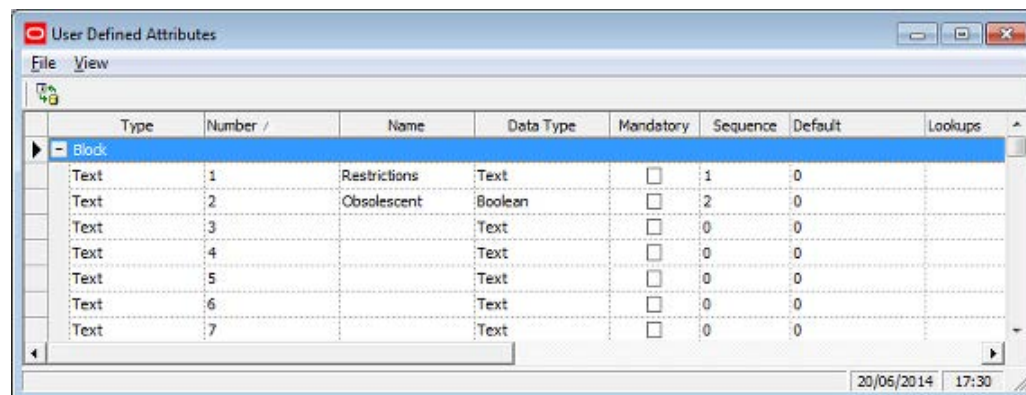 User Defined Attributes
File View
Type Number / Name Data Type Mandatory Sequence Default Lookups
Block
Text 1 Restrictions Text 1 0
Text 2 Obsolescent Boolean 2 0
Text 3 Text 0 0
Text 4 Text 0 0
Text 5 Text 0 0
Text 6 Text 0 0
Text 7 Text 0 0
20/06/2014 17:30